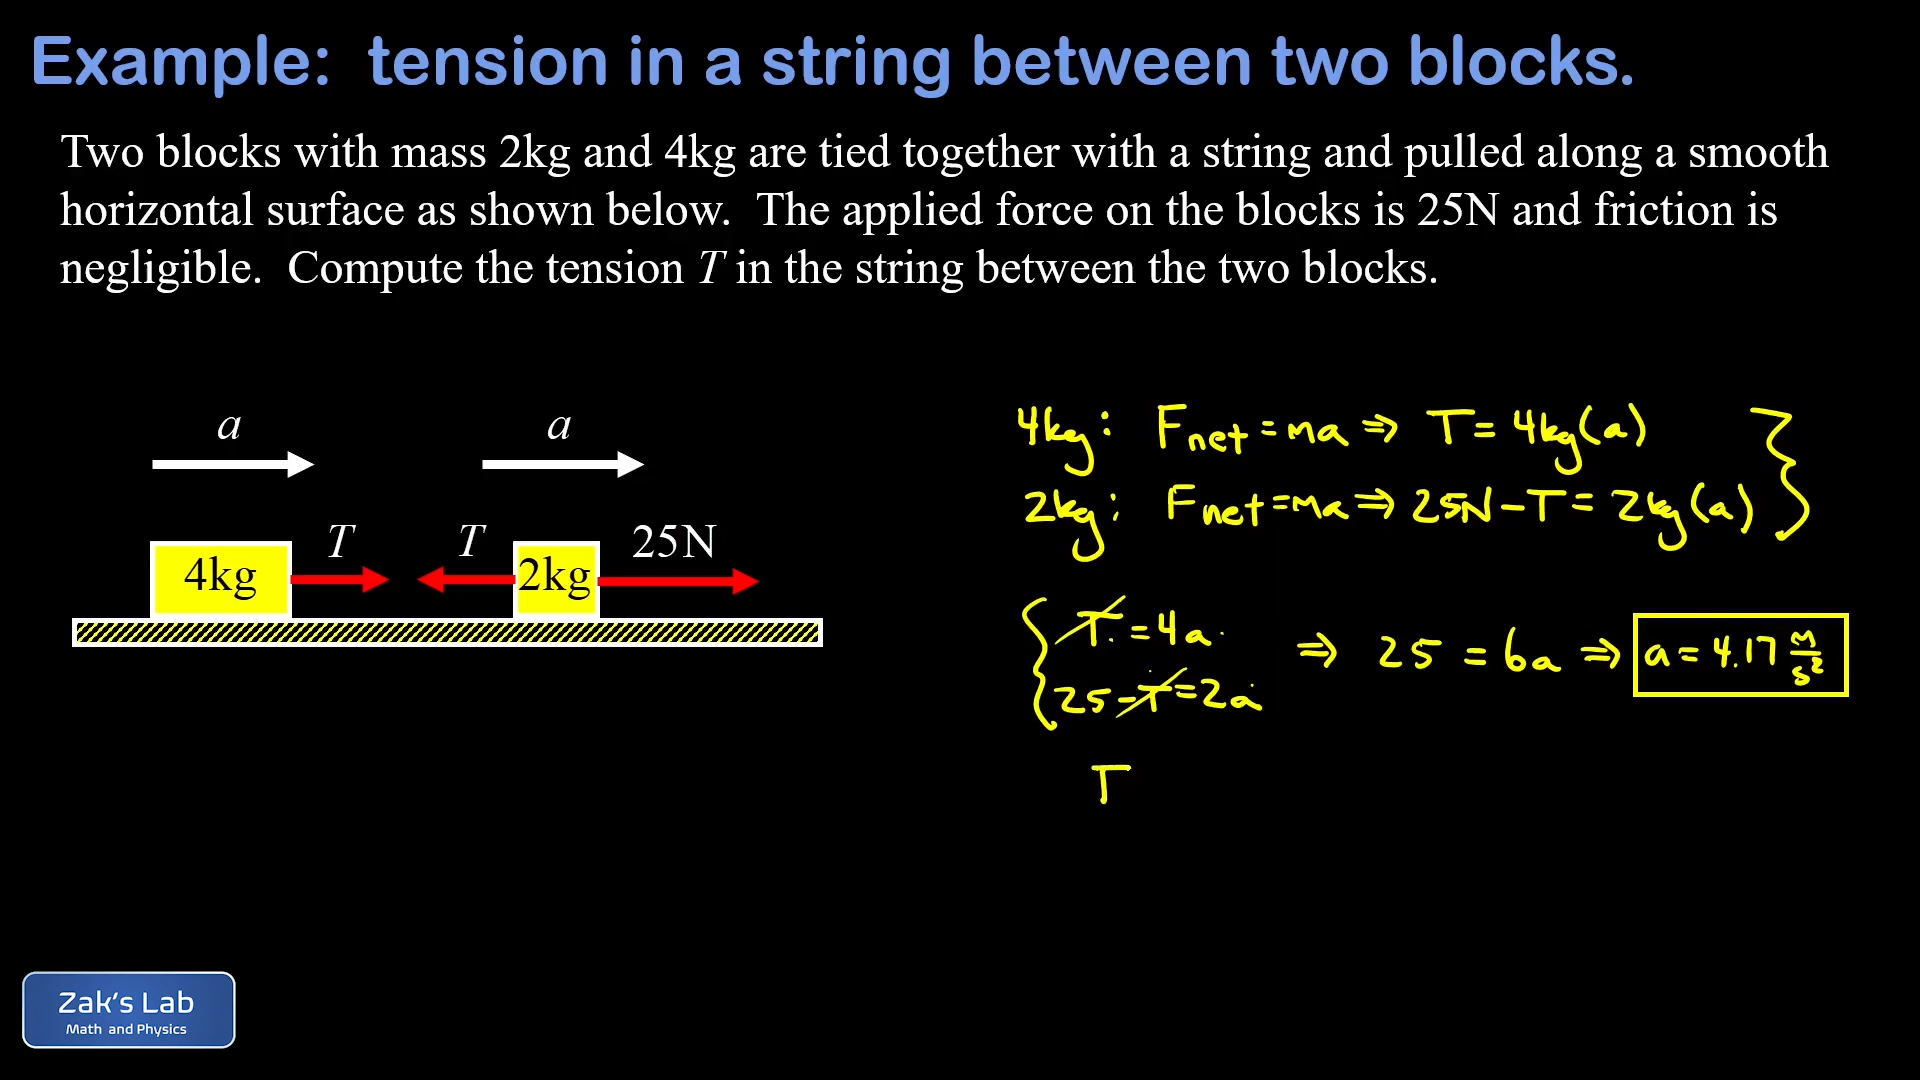 Example: tension in a string between two blocks.
Two blocks with mass 2kg and 4kg are tied together with a string and pulled along a smooth
horizontal surface as shown below. The applied force on the blocks is 25N and friction is
negligible. Compute the tension T in the string between the two blocks.
a a
T T 25N
4kg 2kg
4kg: Fnet = ma ⇒ T = 4kg(a)
2kg: Fnet = ma ⇒ 25N - T = 2kg(a)
T = 4a
25 - T = 2a
⇒ 25 = 6a ⇒ a = 4.17 m/s²
T
Zak's Lab
Math and Physics